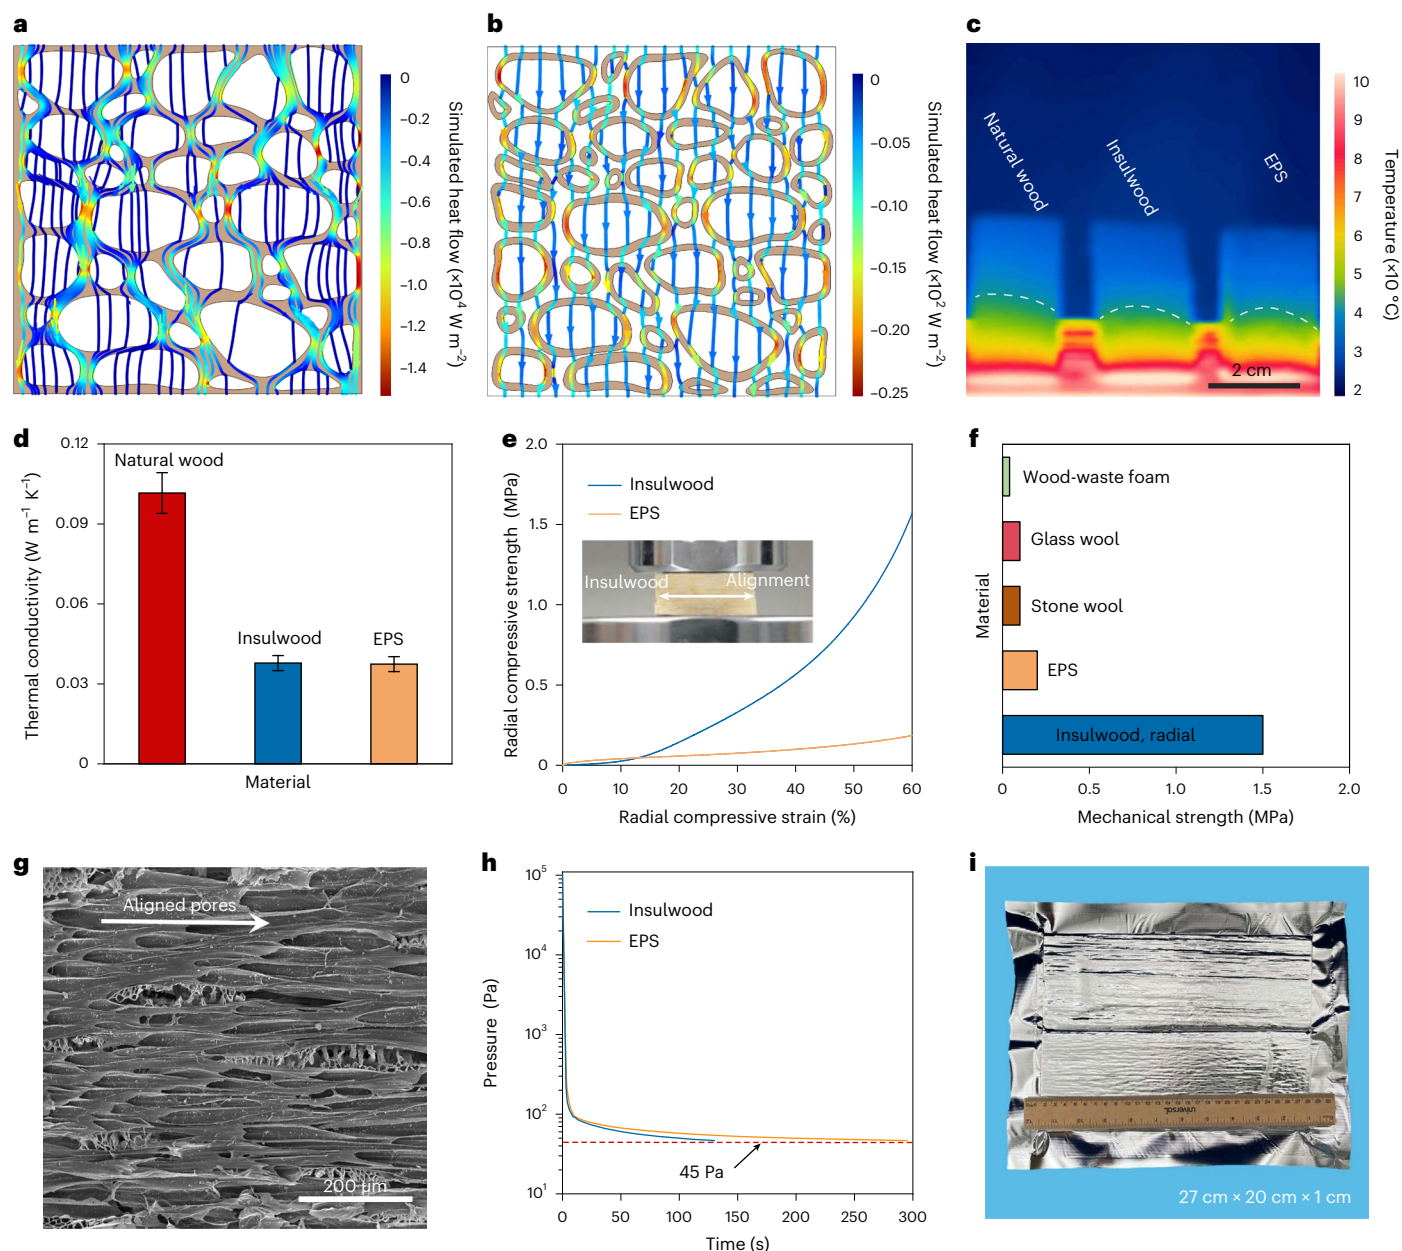 a
0
−0.2
−0.4
−0.6
−0.8
−1.0
−1.2
−1.4
Simulated heat flow (×10⁴ W m⁻²)
b
0
−0.05
−0.10
−0.15
−0.20
−0.25
Simulated heat flow (×10² W m⁻²)
c
Natural wood
Insulwood
EPS
2 cm
10
9
8
7
6
5
4
3
2
Temperature (×10 °C)
d
Thermal conductivity (W m⁻¹ K⁻¹)
0.12
0.09
0.06
0.03
0
Natural wood
Insulwood
EPS
Material
e
Radial compressive strength (MPa)
2.0
1.5
1.0
0.5
0
Insulwood
EPS
Insulwood
Alignment
0 10 20 30 40 50 60
Radial compressive strain (%)
f
Material
Wood-waste foam
Glass wool
Stone wool
EPS
Insulwood, radial
0 0.5 1.0 1.5 2.0
Mechanical strength (MPa)
g
Aligned pores
200 µm
h
Pressure (Pa)
10⁵
10⁴
10³
10²
10¹
Insulwood
EPS
45 Pa
0 50 100 150 200 250 300
Time (s)
i
universal
27 cm × 20 cm × 1 cm